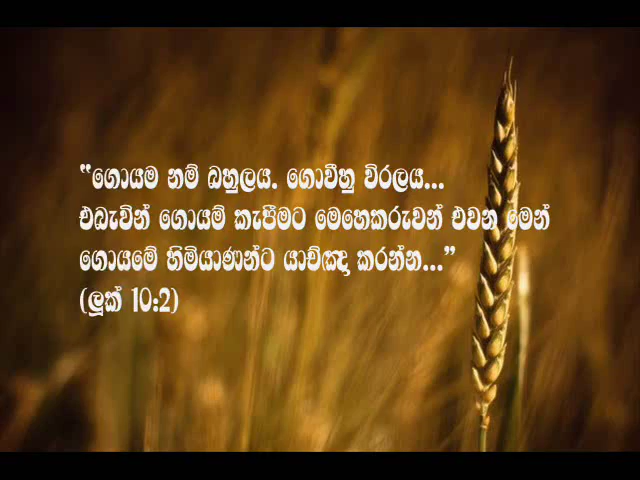 “ගොයම නම් බහුලය. ගොවීහු විරලය...
එබැවින් ගොයම් කැපීමට මෙහෙකරුවන් එවන මෙන්
ගොයමේ හිමියාණන්ට යාච්ඤා කරන්න...”
(ලූක් 10:2)